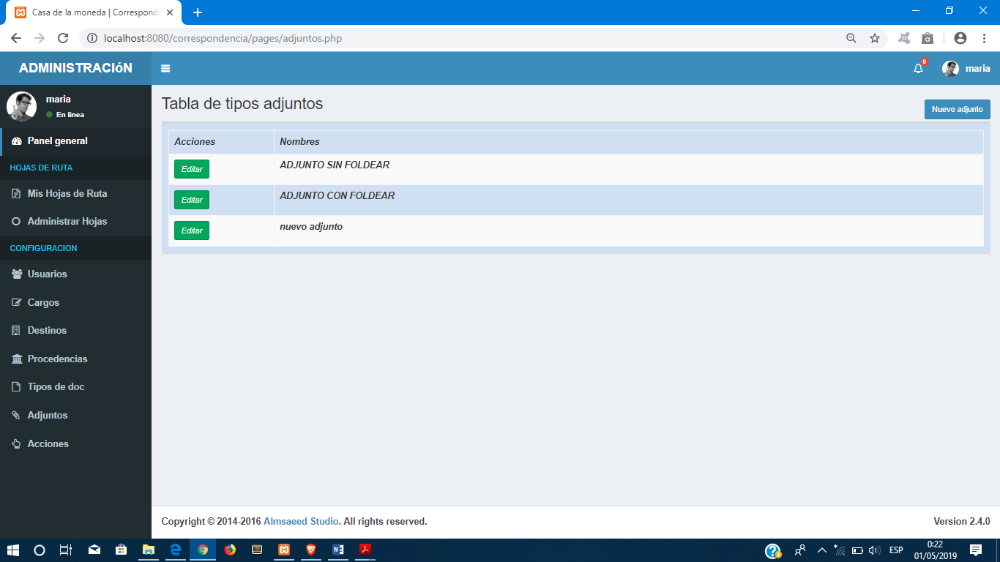 Casa de la moneda | Correspond
localhost:8080/correspondencia/pages/adjuntos.php
ADMINISTRACIóN
0
maria
maria
En linea
Panel general
HOJAS DE RUTA
Mis Hojas de Ruta
Administrar Hojas
CONFIGURACION
Usuarios
Cargos
Destinos
Procedencias
Tipos de doc
Adjuntos
Acciones
Tabla de tipos adjuntos
Nuevo adjunto
Acciones Nombres
Editar ADJUNTO SIN FOLDEAR
Editar ADJUNTO CON FOLDEAR
Editar nuevo adjunto
Copyright © 2014-2016 Almsaeed Studio. All rights reserved.
Version 2.4.0
ESP
0:22
01/05/2019